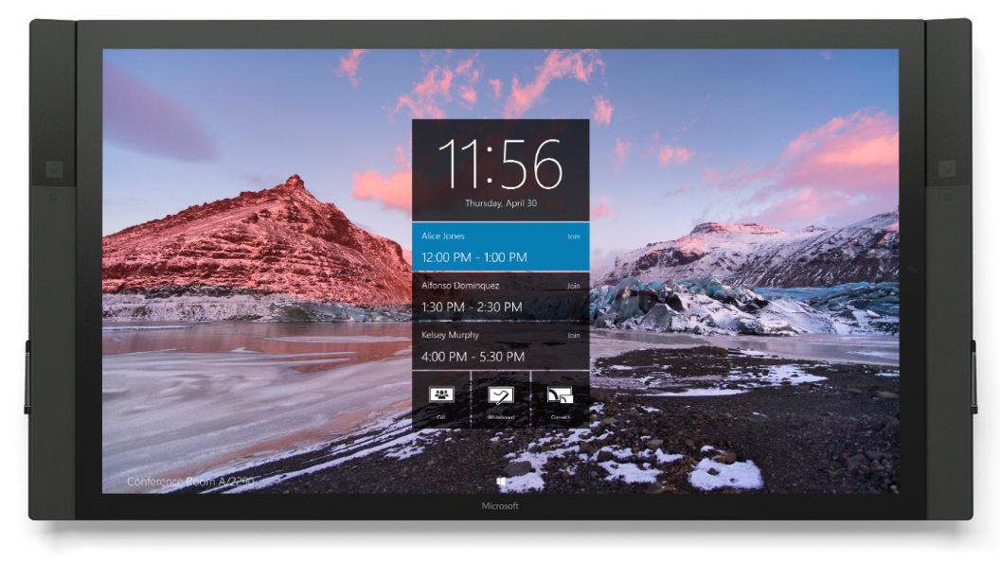 11:56
Thursday, April 30
Alice Jones Join
12:00 PM - 1:00 PM
Alfonso Dominquez Join
1:30 PM - 2:30 PM
Kelsey Murphy Join
4:00 PM - 5:30 PM
Call Whiteboard Connect
Conference Room A/2290
Microsoft